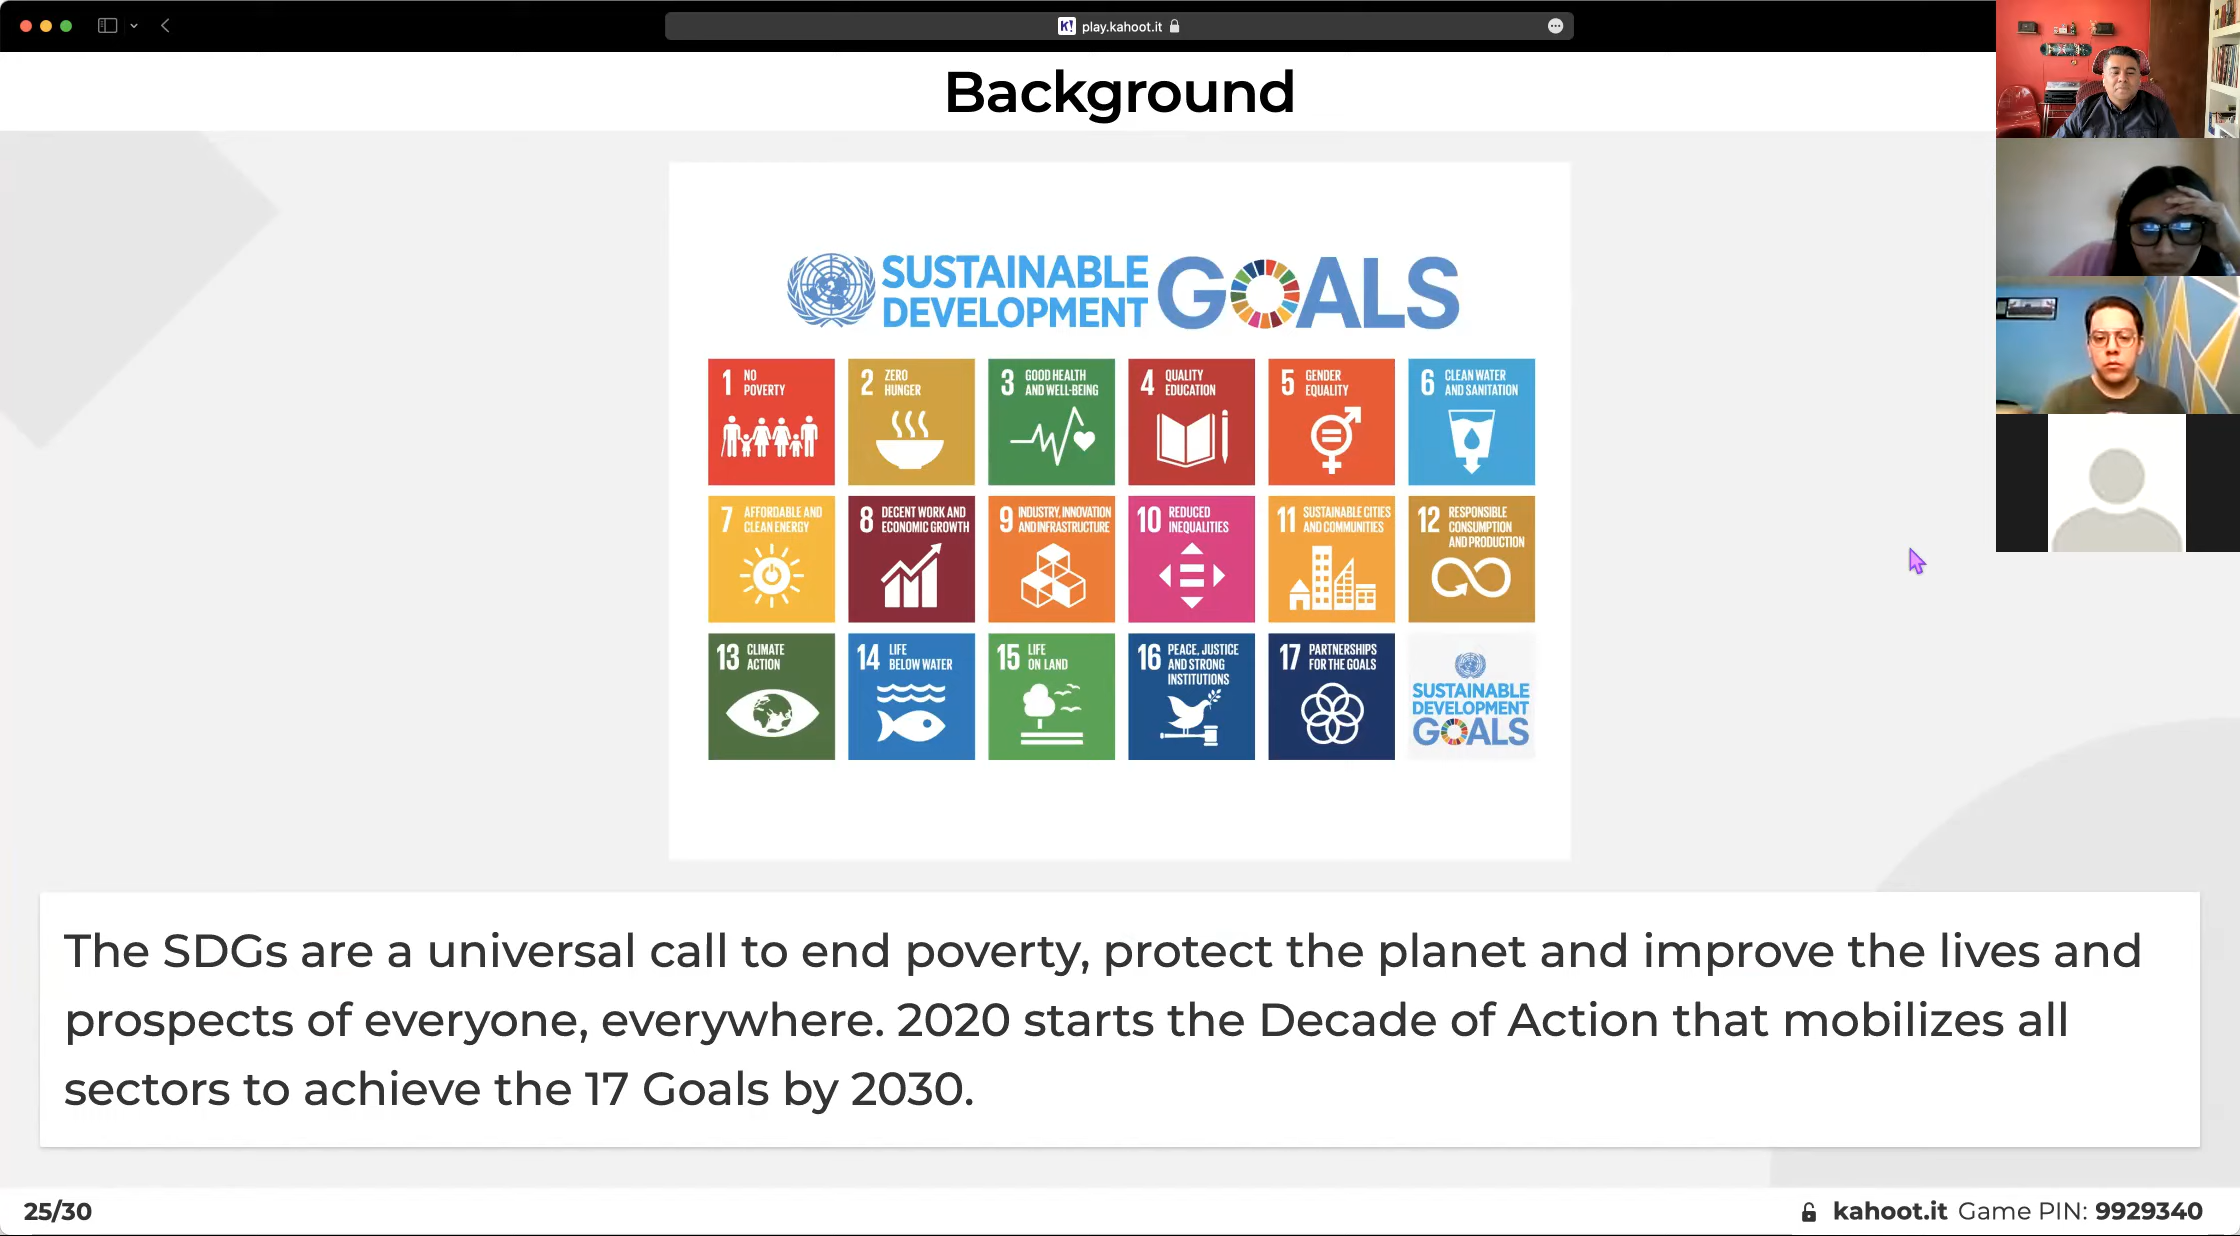 K! play.kahoot.it
Background
SUSTAINABLE
DEVELOPMENT
GOALS
1 NO
POVERTY
2 ZERO
HUNGER
3 GOOD HEALTH
AND WELL-BEING
4 QUALITY
EDUCATION
5 GENDER
EQUALITY
6 CLEAN WATER
AND SANITATION
7 AFFORDABLE AND
CLEAN ENERGY
8 DECENT WORK AND
ECONOMIC GROWTH
9 INDUSTRY, INNOVATION
AND INFRASTRUCTURE
10 REDUCED
INEQUALITIES
11 SUSTAINABLE CITIES
AND COMMUNITIES
12 RESPONSIBLE
CONSUMPTION
AND PRODUCTION
13 CLIMATE
ACTION
14 LIFE
BELOW WATER
15 LIFE
ON LAND
16 PEACE, JUSTICE
AND STRONG
INSTITUTIONS
17 PARTNERSHIPS
FOR THE GOALS
SUSTAINABLE
DEVELOPMENT
GOALS
The SDGs are a universal call to end poverty, protect the planet and improve the lives and
prospects of everyone, everywhere. 2020 starts the Decade of Action that mobilizes all
sectors to achieve the 17 Goals by 2030.
25/30
kahoot.it Game PIN: 9929340